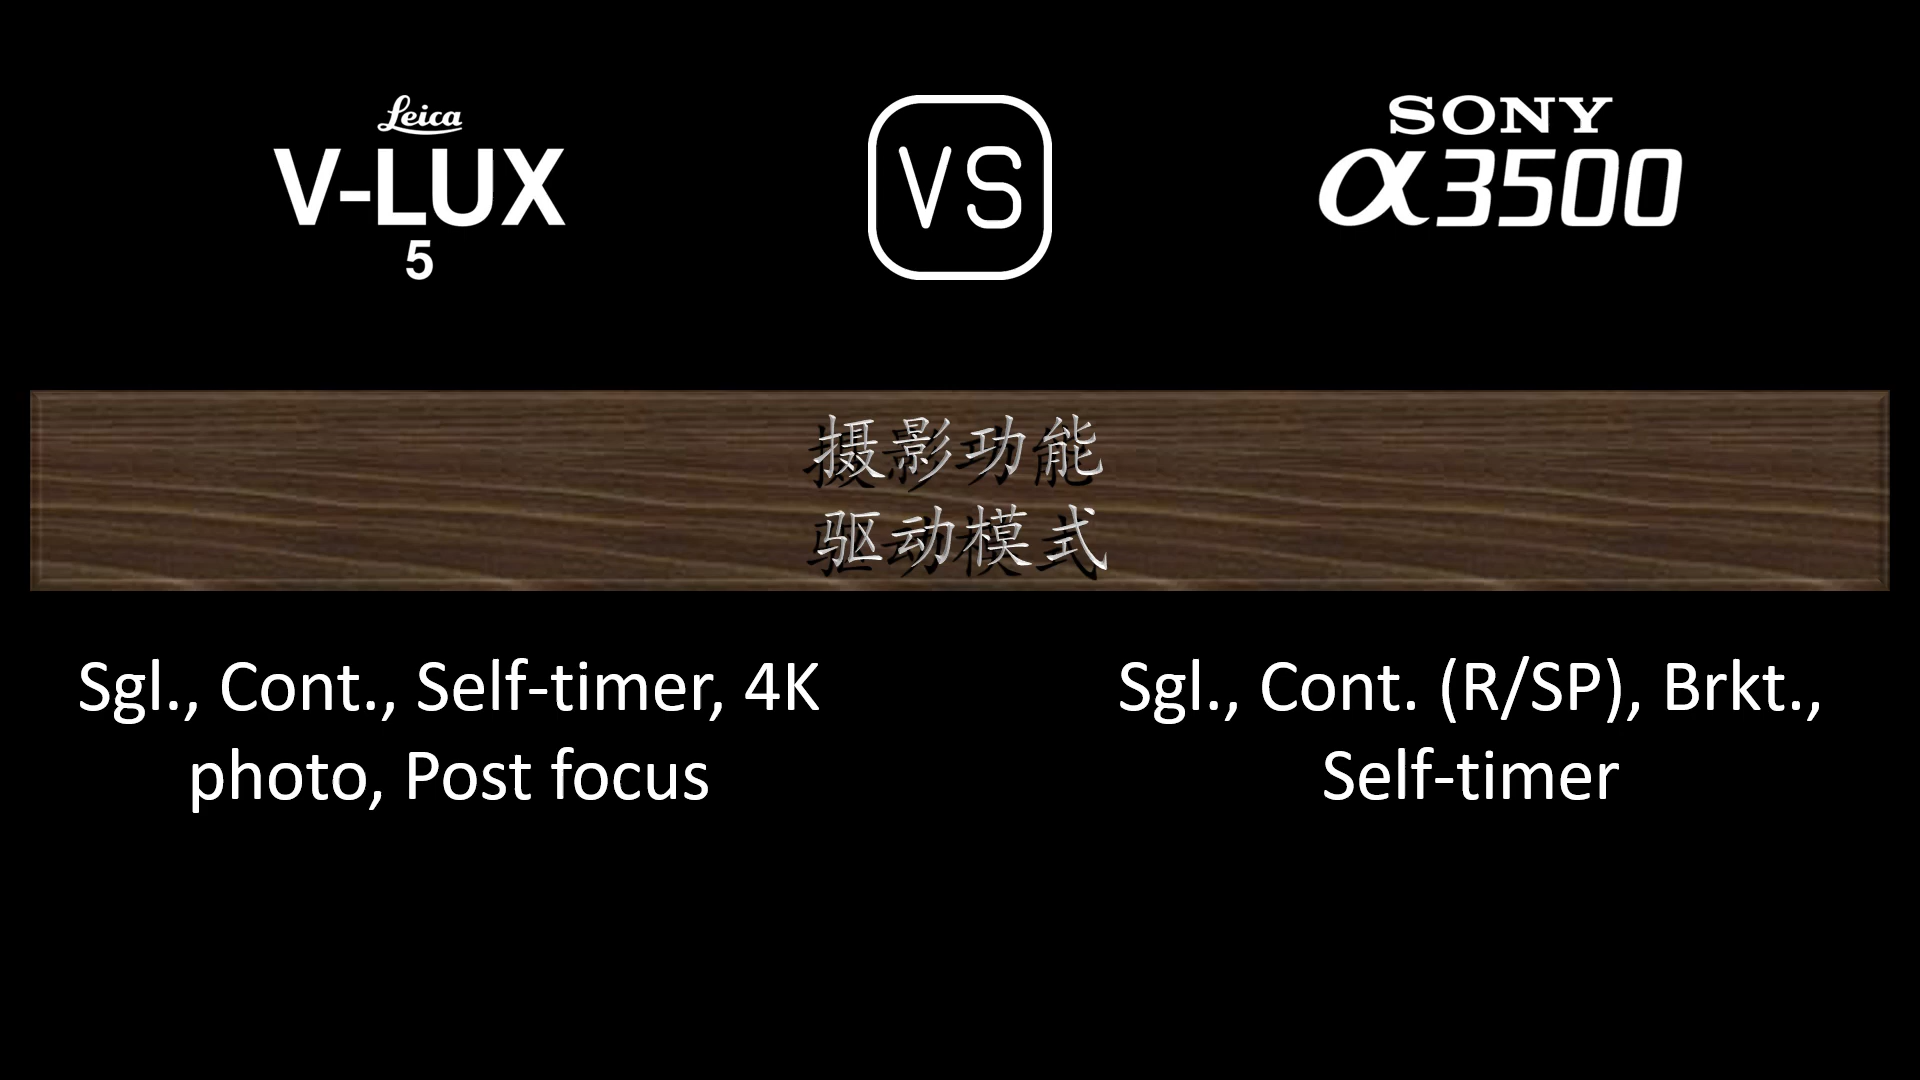 Leica
V-LUX
5
VS
SONY
α3500
摄影功能
驱动模式
Sgl., Cont., Self-timer, 4K
photo, Post focus
Sgl., Cont. (R/SP), Brkt.,
Self-timer